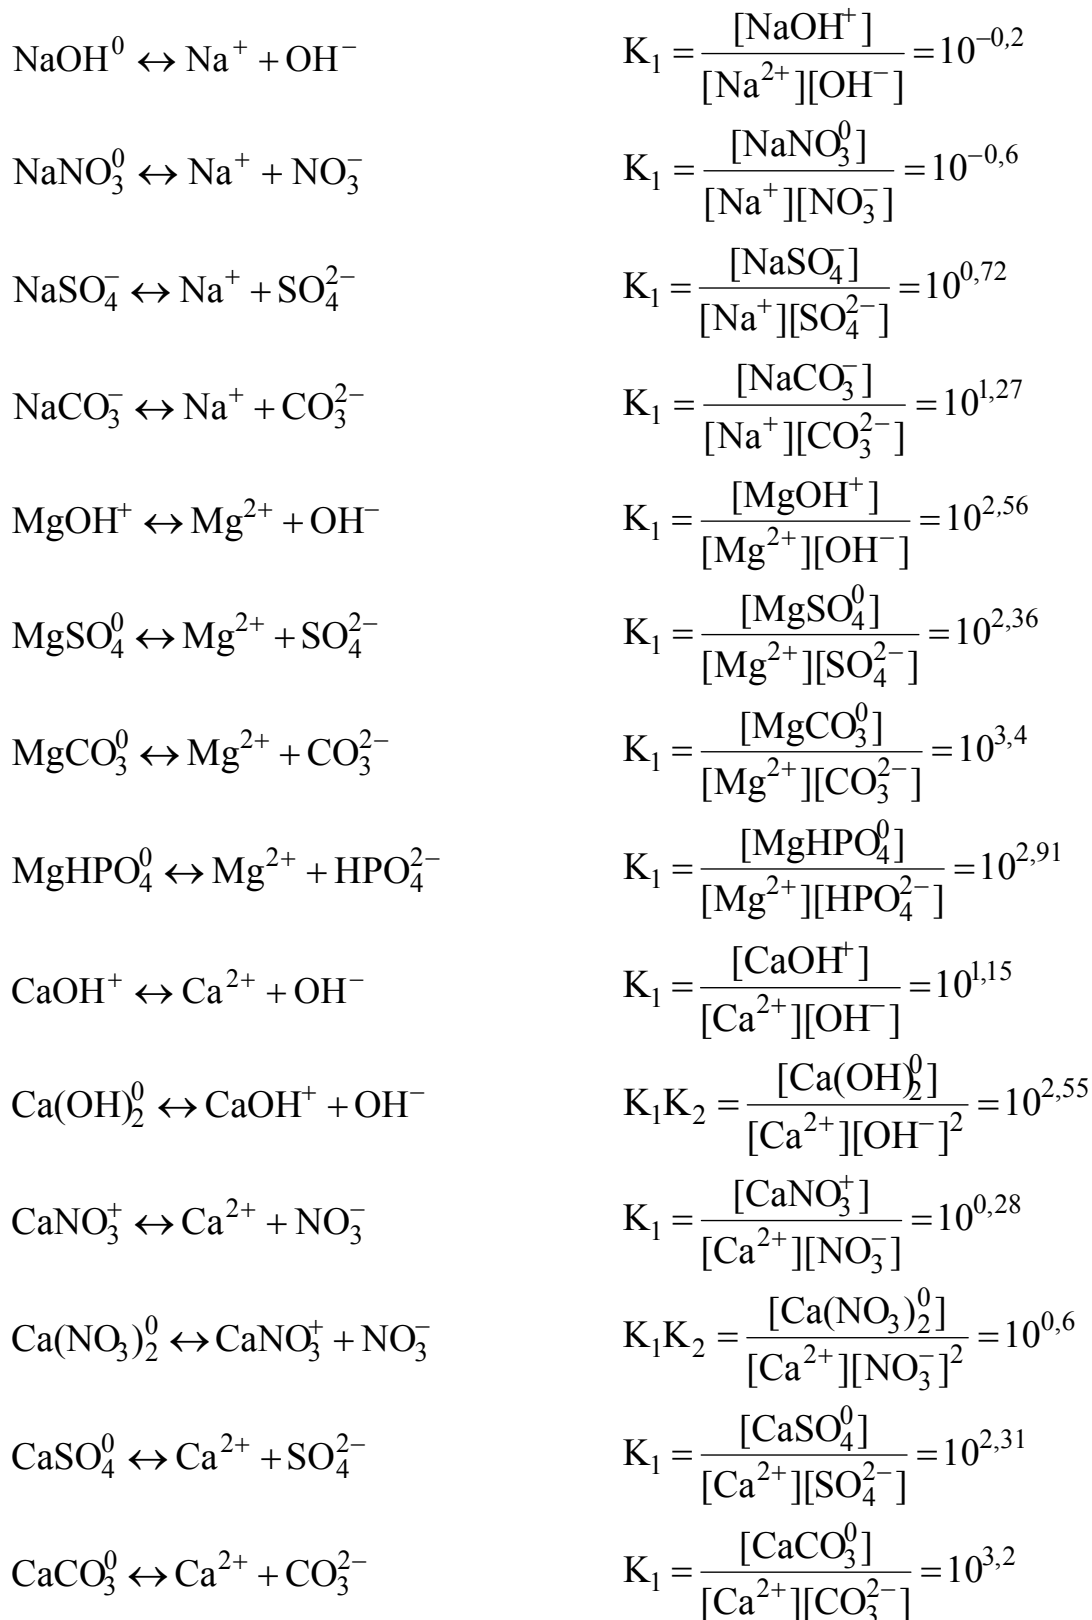 NaOH⁰ ↔ Na⁺ + OH⁻ K₁ = [NaOH⁺] / [Na²⁺][OH⁻] = 10^−0,2
NaNO₃⁰ ↔ Na⁺ + NO₃⁻ K₁ = [NaNO₃⁰] / [Na⁺][NO₃⁻] = 10^−0,6
NaSO₄⁻ ↔ Na⁺ + SO₄²⁻ K₁ = [NaSO₄⁻] / [Na⁺][SO₄²⁻] = 10^0,72
NaCO₃⁻ ↔ Na⁺ + CO₃²⁻ K₁ = [NaCO₃⁻] / [Na⁺][CO₃²⁻] = 10^1,27
MgOH⁺ ↔ Mg²⁺ + OH⁻ K₁ = [MgOH⁺] / [Mg²⁺][OH⁻] = 10^2,56
MgSO₄⁰ ↔ Mg²⁺ + SO₄²⁻ K₁ = [MgSO₄⁰] / [Mg²⁺][SO₄²⁻] = 10^2,36
MgCO₃⁰ ↔ Mg²⁺ + CO₃²⁻ K₁ = [MgCO₃⁰] / [Mg²⁺][CO₃²⁻] = 10^3,4
MgHPO₄⁰ ↔ Mg²⁺ + HPO₄²⁻ K₁ = [MgHPO₄⁰] / [Mg²⁺][HPO₄²⁻] = 10^2,91
CaOH⁺ ↔ Ca²⁺ + OH⁻ K₁ = [CaOH⁺] / [Ca²⁺][OH⁻] = 10^1,15
Ca(OH)₂⁰ ↔ CaOH⁺ + OH⁻ K₁K₂ = [Ca(OH)₂⁰] / [Ca²⁺][OH⁻]² = 10^2,55
CaNO₃⁺ ↔ Ca²⁺ + NO₃⁻ K₁ = [CaNO₃⁺] / [Ca²⁺][NO₃⁻] = 10^0,28
Ca(NO₃)₂⁰ ↔ CaNO₃⁺ + NO₃⁻ K₁K₂ = [Ca(NO₃)₂⁰] / [Ca²⁺][NO₃⁻]² = 10^0,6
CaSO₄⁰ ↔ Ca²⁺ + SO₄²⁻ K₁ = [CaSO₄⁰] / [Ca²⁺][SO₄²⁻] = 10^2,31
CaCO₃⁰ ↔ Ca²⁺ + CO₃²⁻ K₁ = [CaCO₃⁰] / [Ca²⁺][CO₃²⁻] = 10^3,2